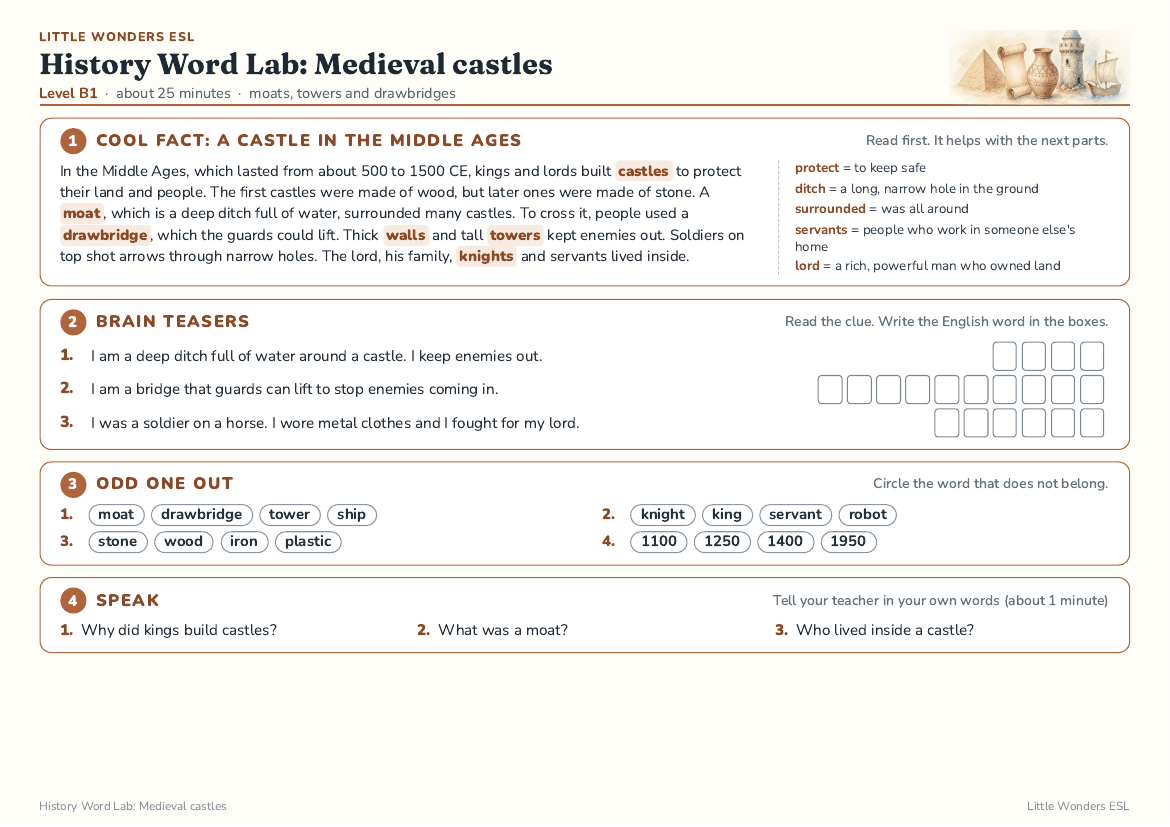 LITTLE WONDERS ESL
History Word Lab: Medieval castles
Level B1 · about 25 minutes · moats, towers and drawbridges
1 COOL FACT: A CASTLE IN THE MIDDLE AGES
Read first. It helps with the next parts.
In the Middle Ages, which lasted from about 500 to 1500 CE, kings and lords built castles to protect
their land and people. The first castles were made of wood, but later ones were made of stone. A
moat, which is a deep ditch full of water, surrounded many castles. To cross it, people used a
drawbridge, which the guards could lift. Thick walls and tall towers kept enemies out. Soldiers on
top shot arrows through narrow holes. The lord, his family, knights and servants lived inside.
protect = to keep safe
ditch = a long, narrow hole in the ground
surrounded = was all around
servants = people who work in someone else's
home
lord = a rich, powerful man who owned land
2 BRAIN TEASERS
Read the clue. Write the English word in the boxes.
1. I am a deep ditch full of water around a castle. I keep enemies out.
2. I am a bridge that guards can lift to stop enemies coming in.
3. I was a soldier on a horse. I wore metal clothes and I fought for my lord.
3 ODD ONE OUT
Circle the word that does not belong.
1. moat drawbridge tower ship
2. knight king servant robot
3. stone wood iron plastic
4. 1100 1250 1400 1950
4 SPEAK
Tell your teacher in your own words (about 1 minute)
1. Why did kings build castles?
2. What was a moat?
3. Who lived inside a castle?
History Word Lab: Medieval castles
Little Wonders ESL